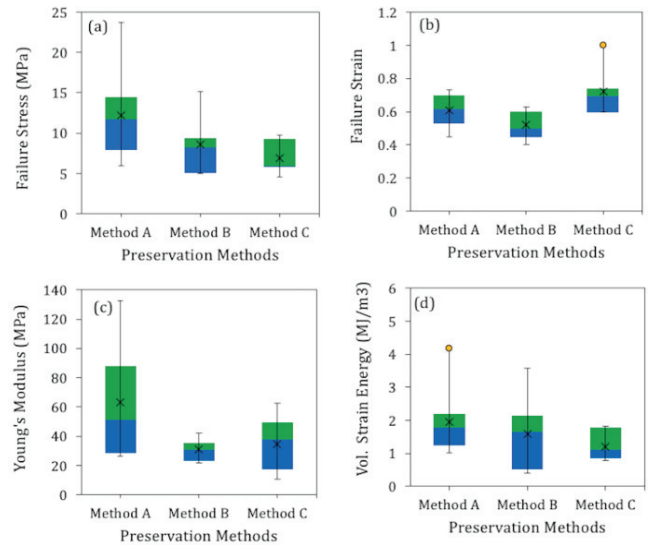 (a)
Failure Stress (MPa)
25
20
15
10
5
0
Method A Method B Method C
Preservation Methods
(b)
Failure Strain
1.2
1
0.8
0.6
0.4
0.2
0
Method A Method B Method C
Preservation Methods
(c)
Young's Modulus (MPa)
140
120
100
80
60
40
20
0
Method A Method B Method C
Preservation Methods
(d)
Vol. Strain Energy (MJ/m3)
6
5
4
3
2
1
0
Method A Method B Method C
Preservation Methods